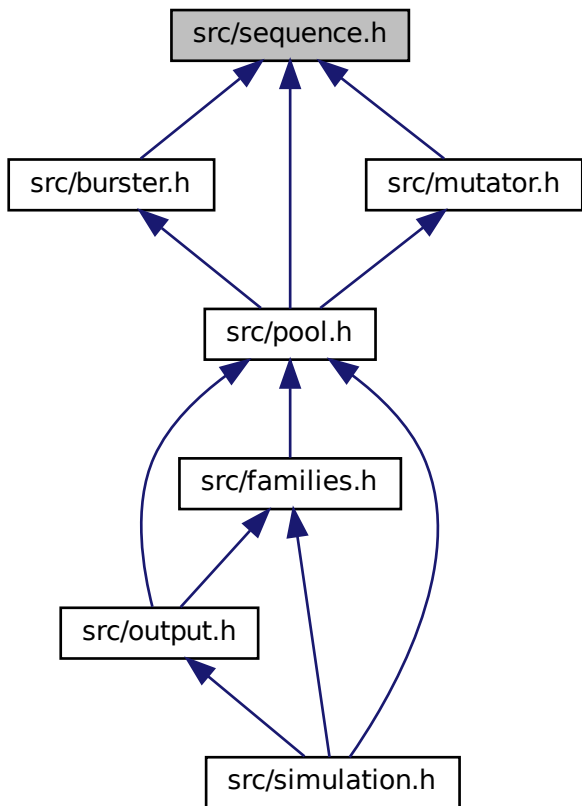 src/sequence.h
src/burster.h
src/mutator.h
src/pool.h
src/families.h
src/output.h
src/simulation.h